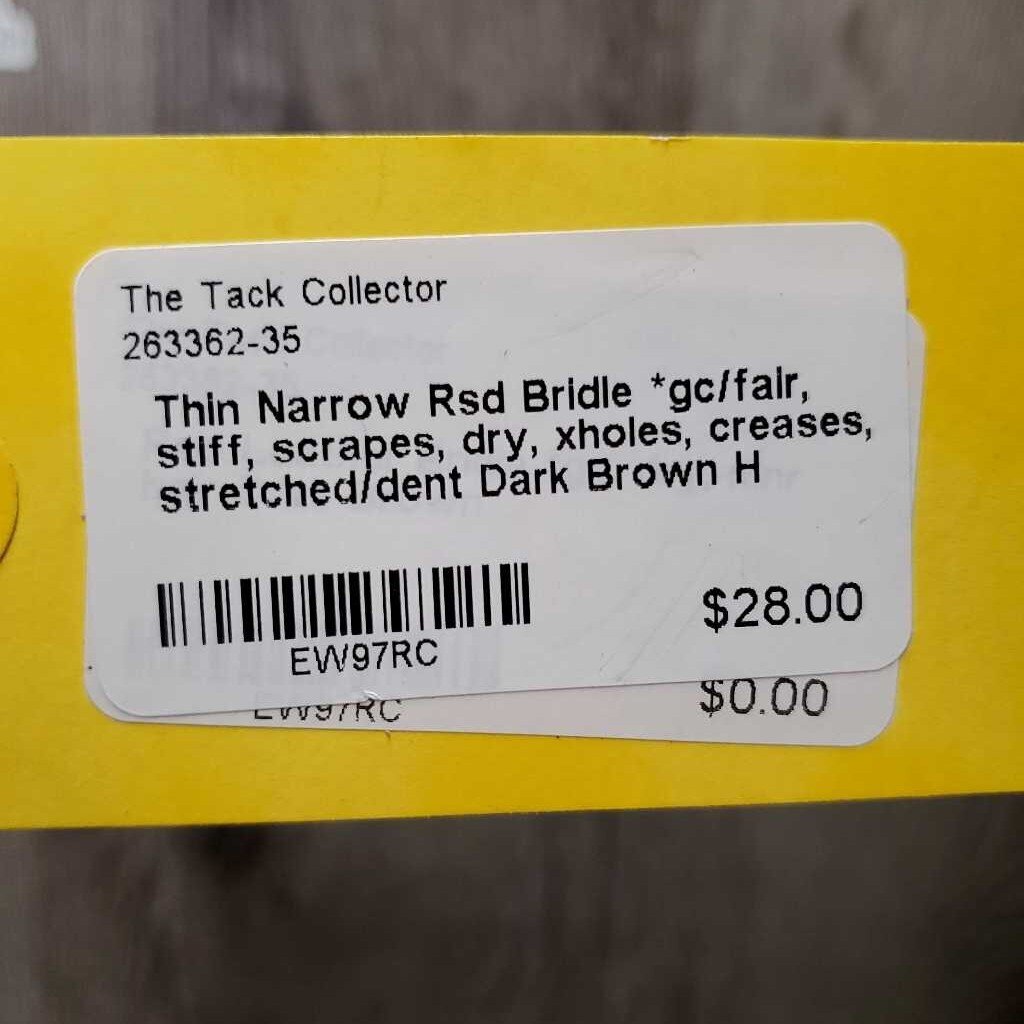 The Tack Collector
263362-35
Thin Narrow Rsd Bridle *gc/fair,
stiff, scrapes, dry, xholes, creases,
stretched/dent Dark Brown H
$28.00
EW97RC
$0.00
EW97RC